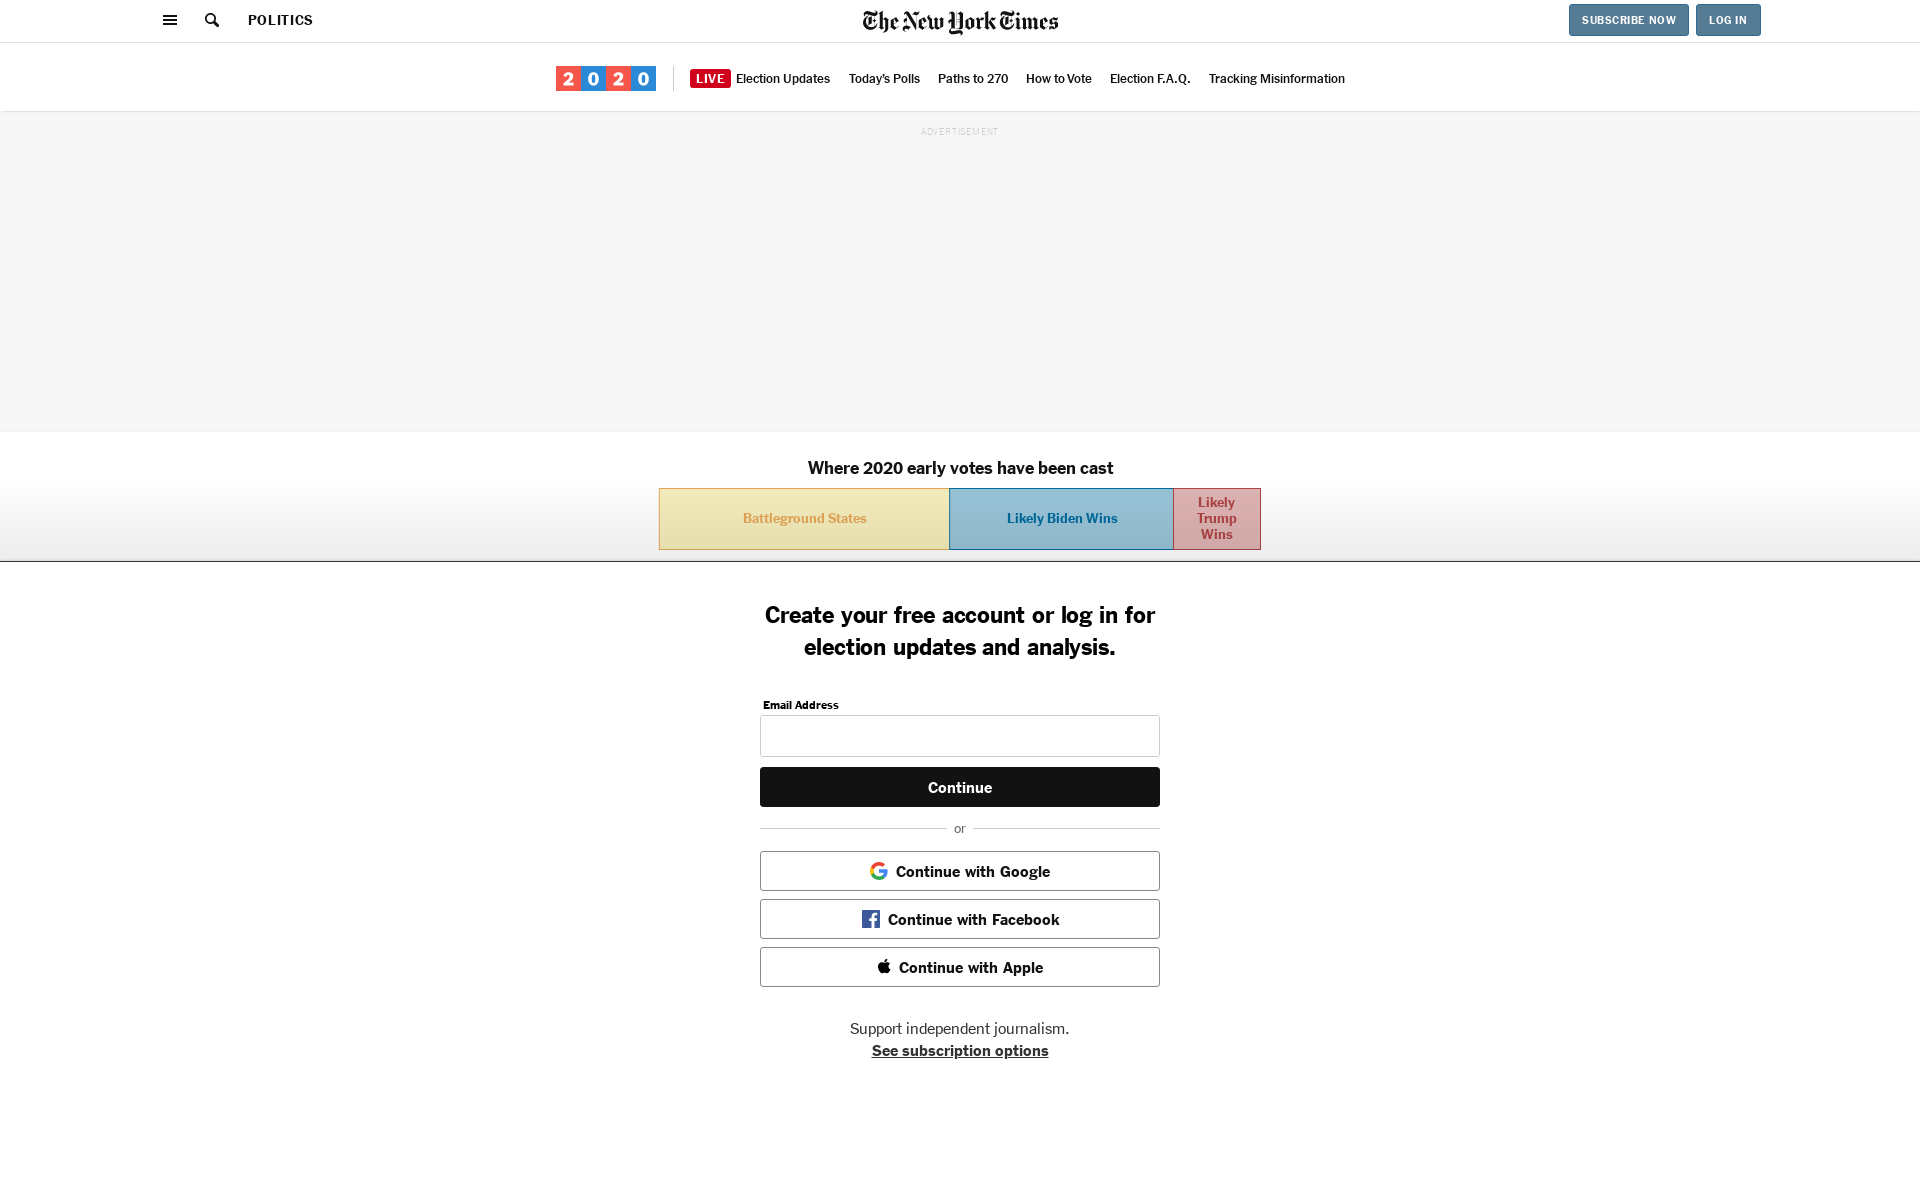 POLITICS
The New York Times
SUBSCRIBE NOW
LOG IN
2020
LIVE Election Updates
Today's Polls
Paths to 270
How to Vote
Election F.A.Q.
Tracking Misinformation
ADVERTISEMENT
Where 2020 early votes have been cast
Battleground States
Likely Biden Wins
Likely
Trump
Wins
Create your free account or log in for
election updates and analysis.
Email Address
Continue
or
Continue with Google
Continue with Facebook
Continue with Apple
Support independent journalism.
See subscription options